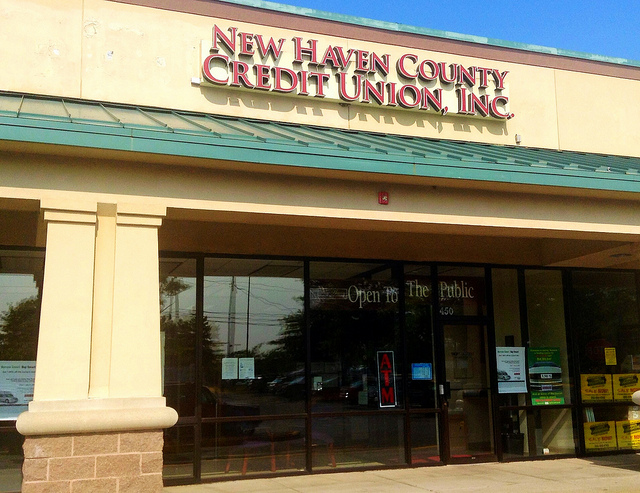 New Haven County
Credit Union, Inc.
Open To The Public
450
ATM